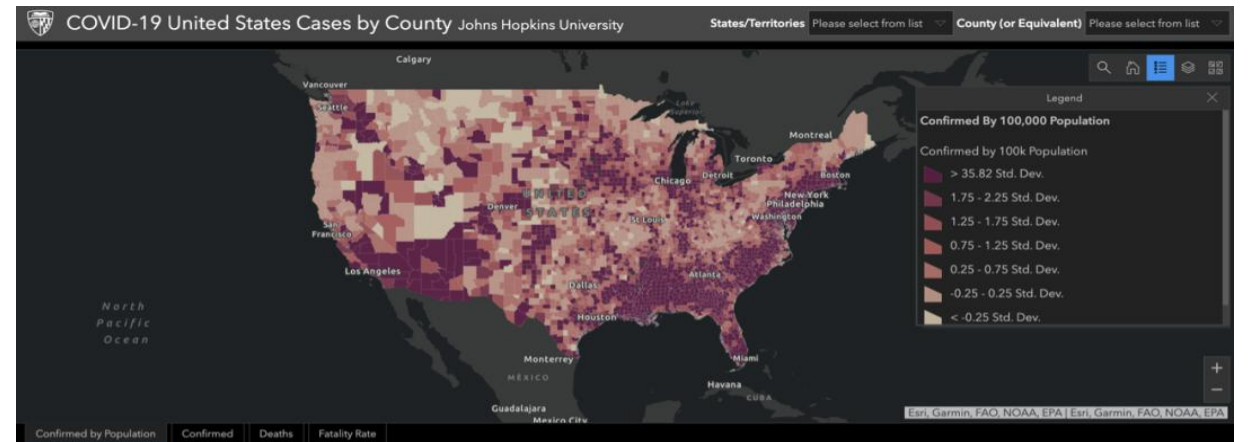 COVID-19 United States Cases by County Johns Hopkins University
States/Territories Please select from list County (or Equivalent) Please select from list
Calgary
Vancouver
Seattle
Lake
Superior
Montreal
Toronto
Chicago Detroit Boston
New York
UNITED Philadelphia
Denver STATES
St Louis Washington
San
Francisco
Los Angeles Atlanta
Dallas
Houston
North
Pacific
Ocean
Monterrey Miami
MÉXICO
Havana
CUBA
Guadalajara
Mexico City
Legend
Confirmed By 100,000 Population
Confirmed by 100k Population
> 35.82 Std. Dev.
1.75 - 2.25 Std. Dev.
1.25 - 1.75 Std. Dev.
0.75 - 1.25 Std. Dev.
0.25 - 0.75 Std. Dev.
-0.25 - 0.25 Std. Dev.
< -0.25 Std. Dev.
+
−
Esri, Garmin, FAO, NOAA, EPA | Esri, Garmin, FAO, NOAA, EPA
Confirmed by Population Confirmed Deaths Fatality Rate